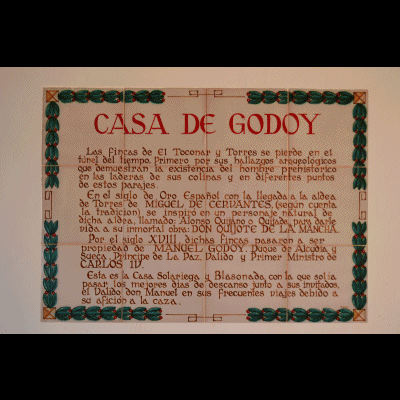 CASA DE GODOY
Las fincas de El Toconar y Torres se pierde en el
túnel del tiempo. Primero por sus hallazgos arqueológicos
que demuestran la existencia del hombre prehistórico
en las laderas de sus colinas y en diferentes puntos
de estos parajes.
En el siglo de Oro Español con la llegada a la aldea
de Torres de MIGUEL DE CERVANTES, (según cuenta
la tradición) se inspiró en un personaje natural de
dicha aldea, llamado: Alonso Quijano o Quijada, para darle
vida a su inmortal obra: DON QUIJOTE DE LA MANCHA.
Por el siglo XVIII, dichas fincas pasaron a ser
propiedad de MANUEL GODOY, Duque de Alcudia y
Sueca, Príncipe de La Paz, Valido y Primer Ministro de
CARLOS IV.
Esta es la Casa Solariega y Blasonada, con la que solía
pasar los mejores días de descanso junto a sus invitados,
el Valido don Manuel en sus frecuentes viajes debido a
su afición a la caza.